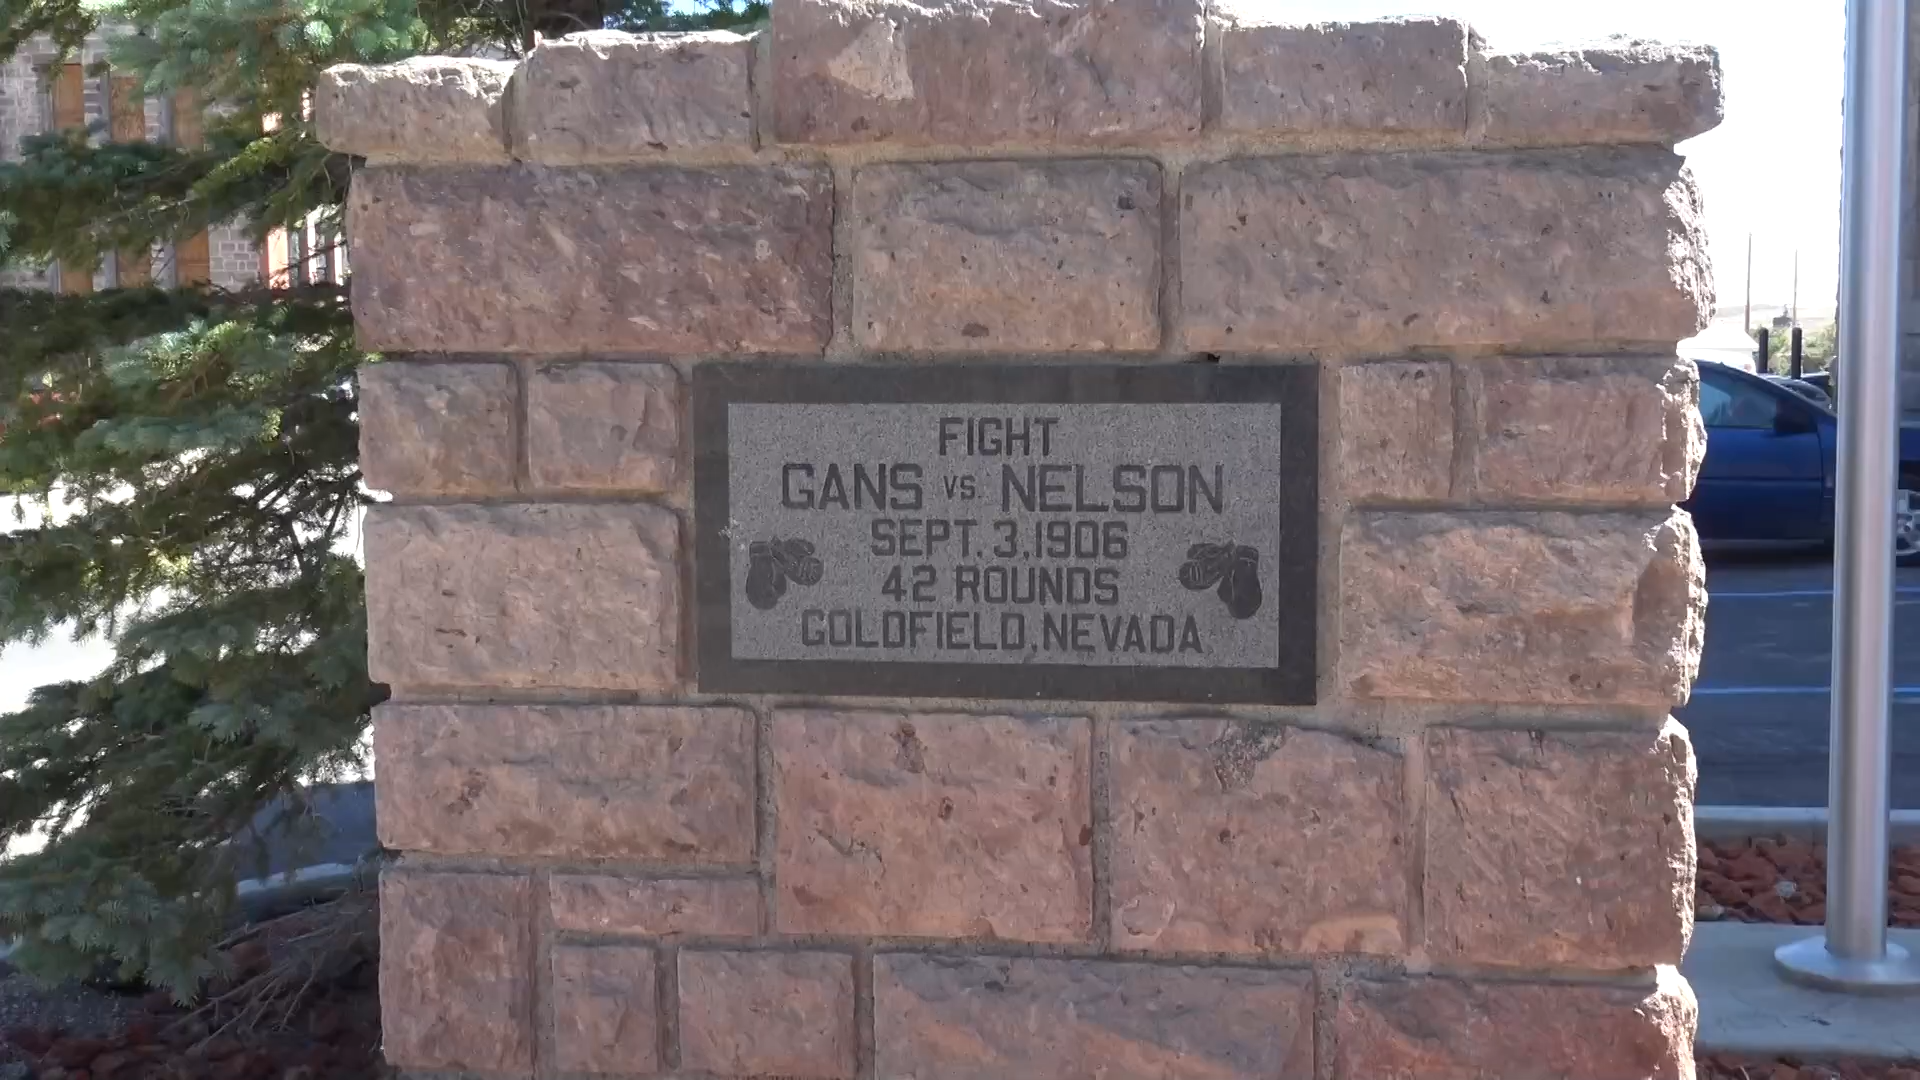 FIGHT
GANS VS. NELSON
SEPT. 3, 1906
42 ROUNDS
GOLDFIELD, NEVADA